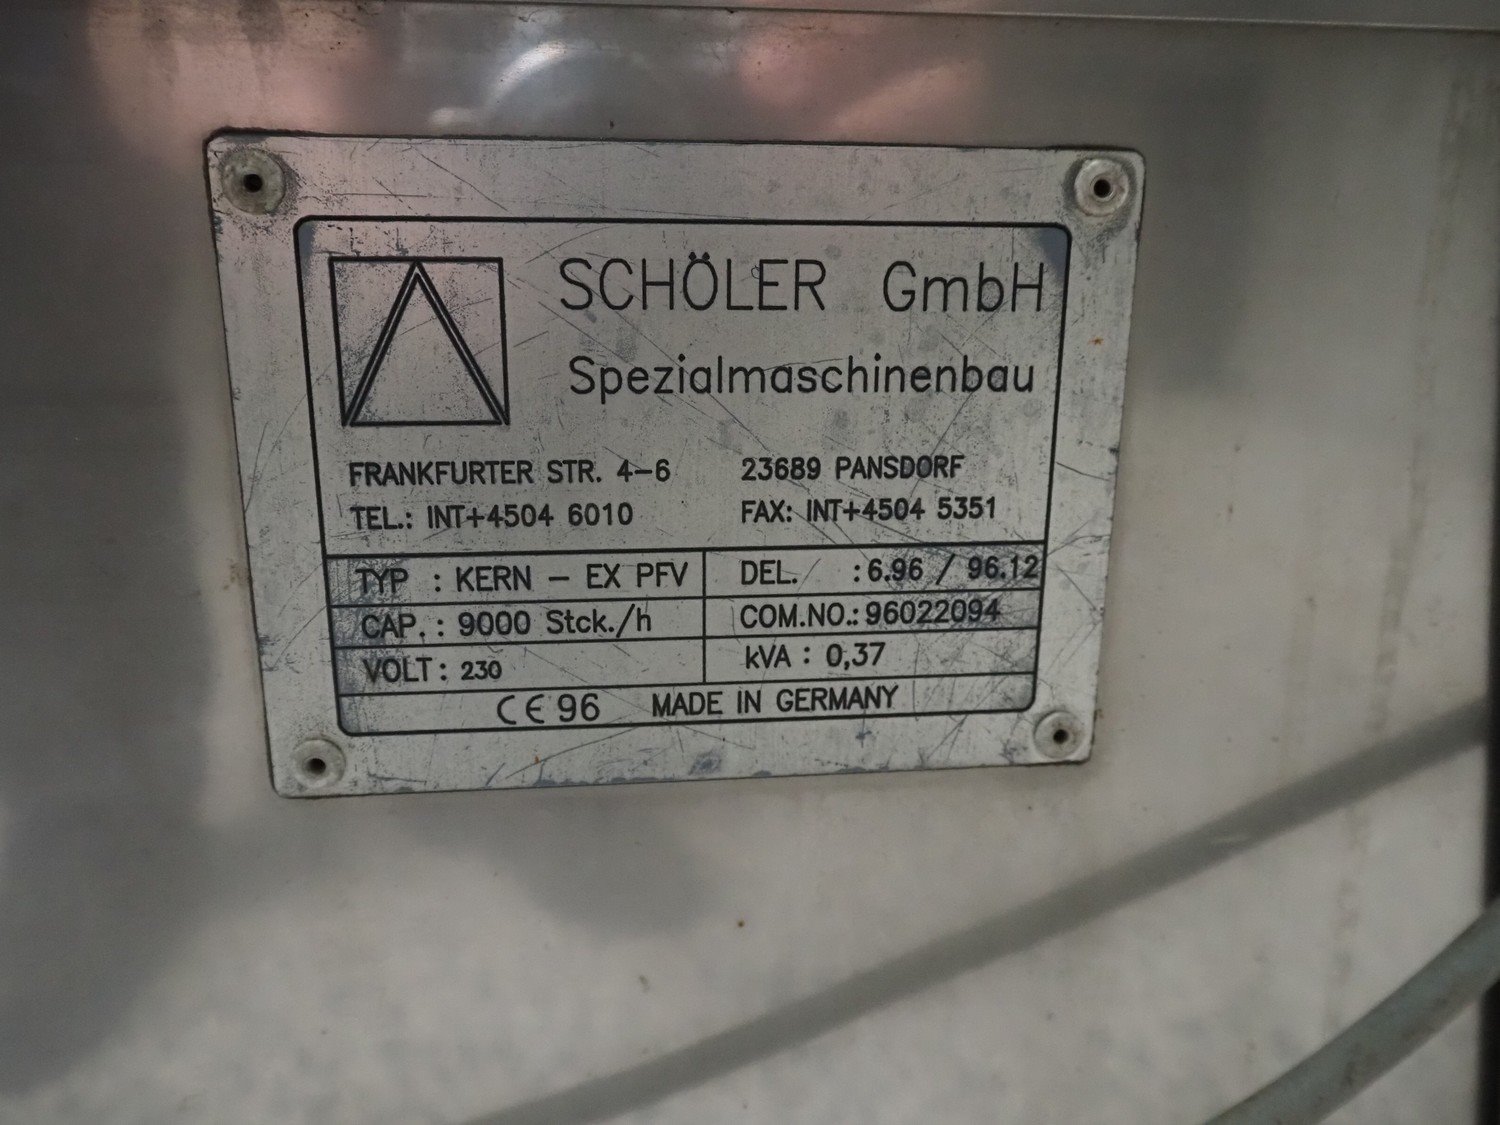 SCHÖLER GmbH
Spezialmaschinenbau
FRANKFURTER STR. 4-6 23689 PANSDORF
TEL.: INT+4504 6010 FAX: INT+4504 5351
TYP : KERN - EX PFV DEL. : 6.96 / 96.12
CAP. : 9000 Stck./h COM.NO.: 96022094
VOLT : 230 kVA : 0,37
CE 96 MADE IN GERMANY